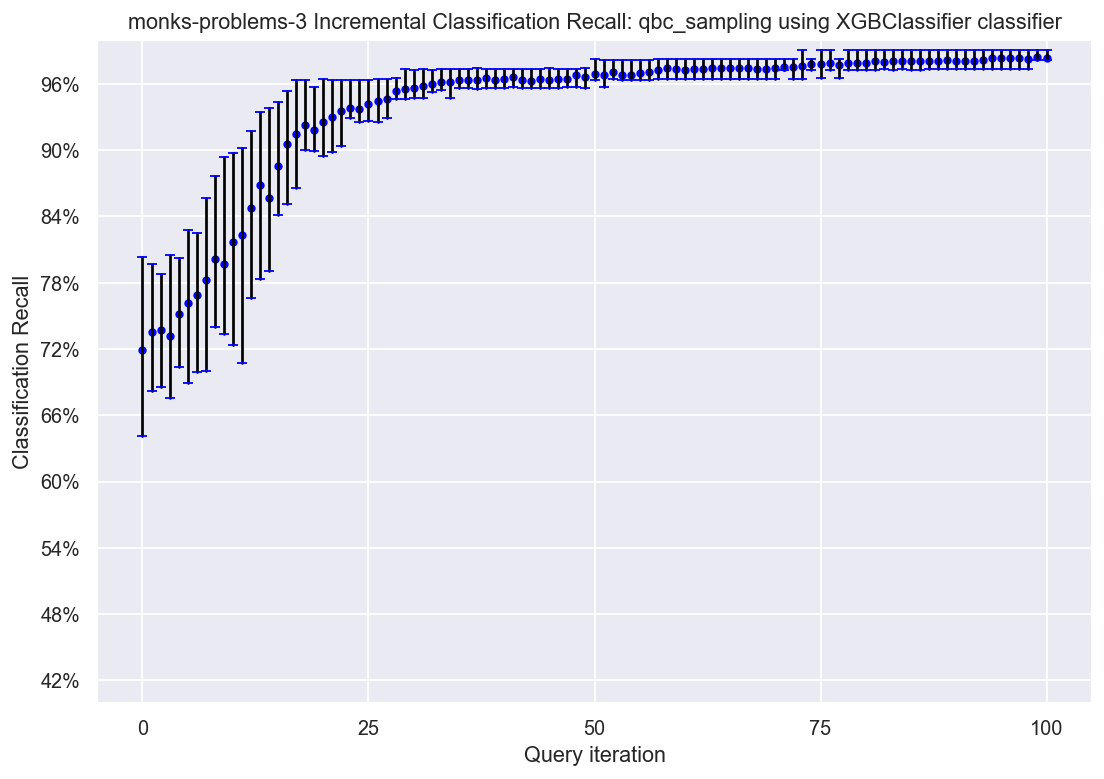 monks-problems-3 Incremental Classification Recall: qbc_sampling using XGBClassifier classifier
Classification Recall
96%
90%
84%
78%
72%
66%
60%
54%
48%
42%
0 25 50 75 100
Query iteration